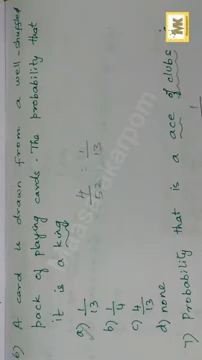 6) A card is drawn from a well-shuffled
pack of playing cards. The probability that
it is a king
a) 1/13
b) 1/4
c) 4/13
d) none
4/52 = 1/13
7) Probability that is a ace of clubs
MK